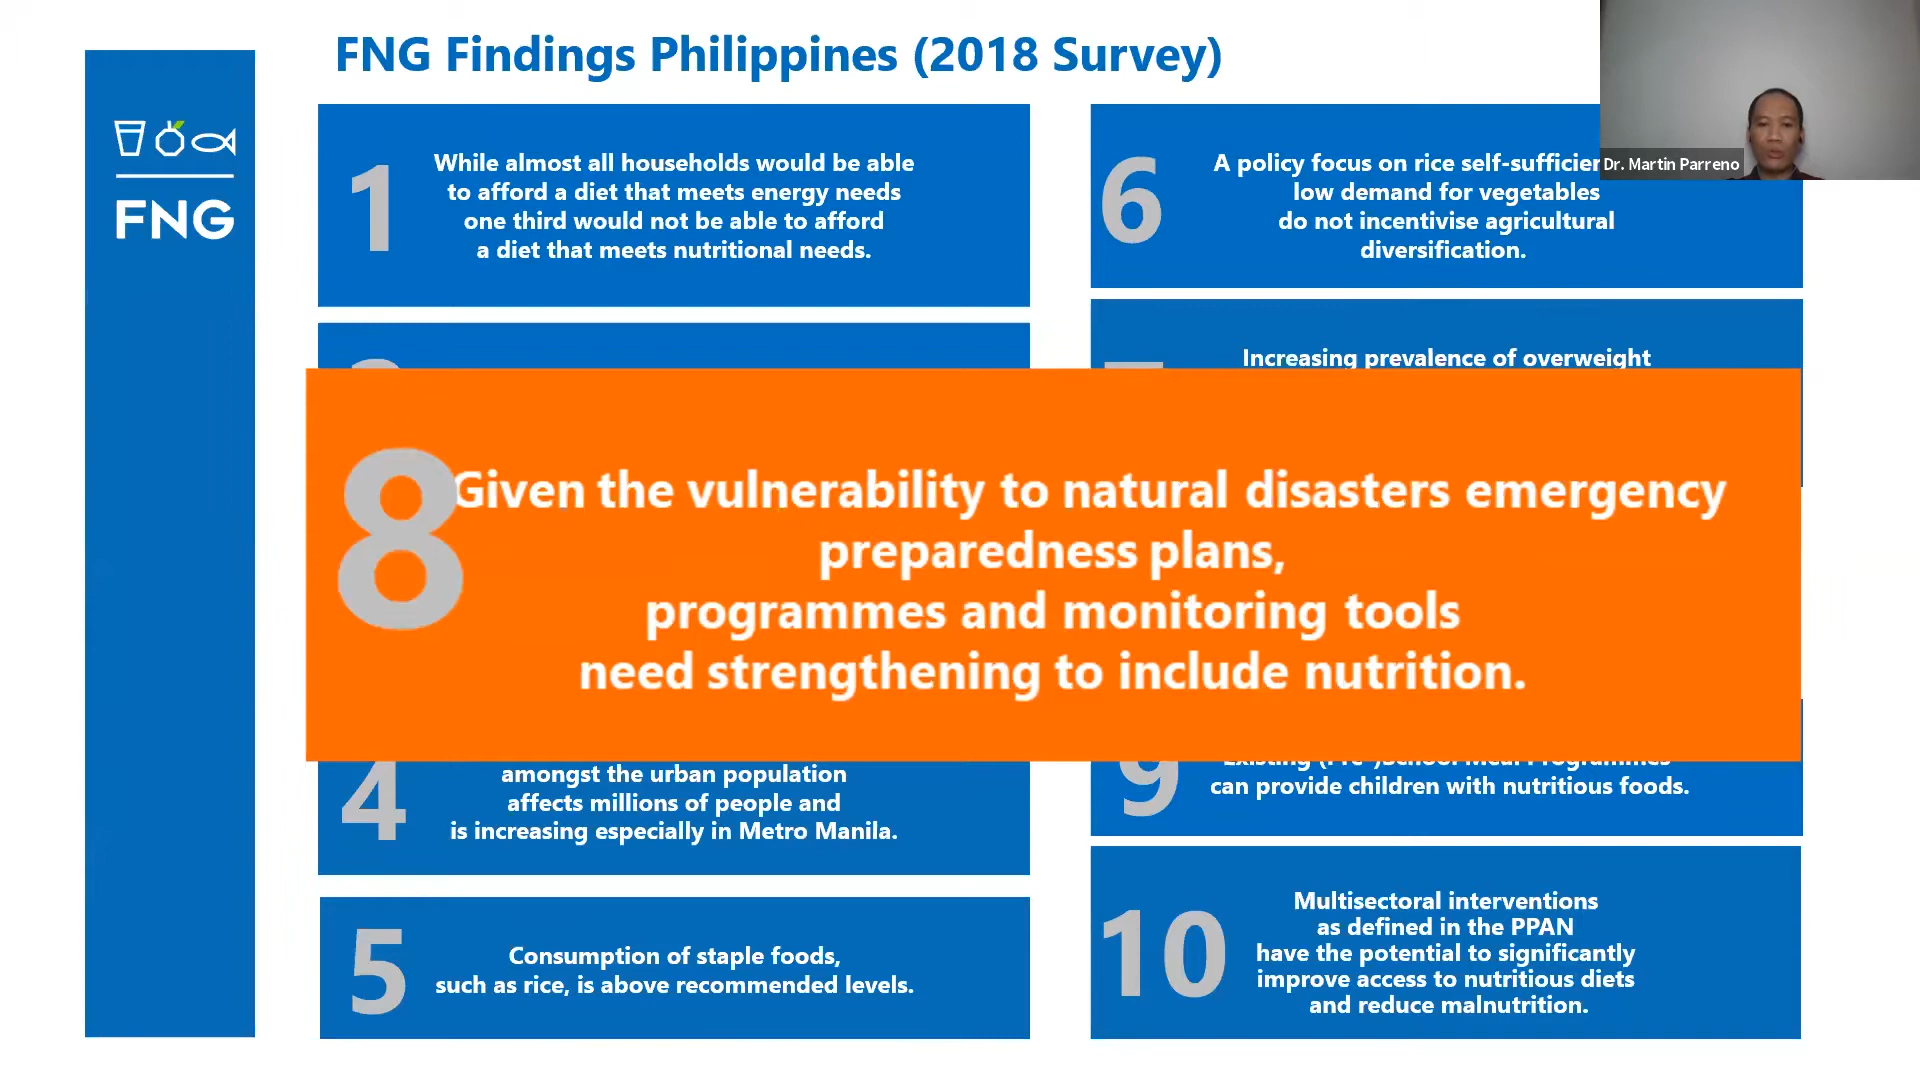 FNG Findings Philippines (2018 Survey)
FNG
1
While almost all households would be able
to afford a diet that meets energy needs
one third would not be able to afford
a diet that meets nutritional needs.
4
amongst the urban population
affects millions of people and
is increasing especially in Metro Manila.
5
Consumption of staple foods,
such as rice, is above recommended levels.
6
A policy focus on rice
low demand for vegetables
do not incentivise agricultural
diversification.
Increasing prevalence of overweight
8
Given the vulnerability to natural disasters emergency
preparedness plans,
programmes and monitoring tools
need strengthening to include nutrition.
9
Existing (Pre-)School Meal Programmes
can provide children with nutritious foods.
10
Multisectoral interventions
as defined in the PPAN
have the potential to significantly
improve access to nutritious diets
and reduce malnutrition.
Dr. Martin Parreno